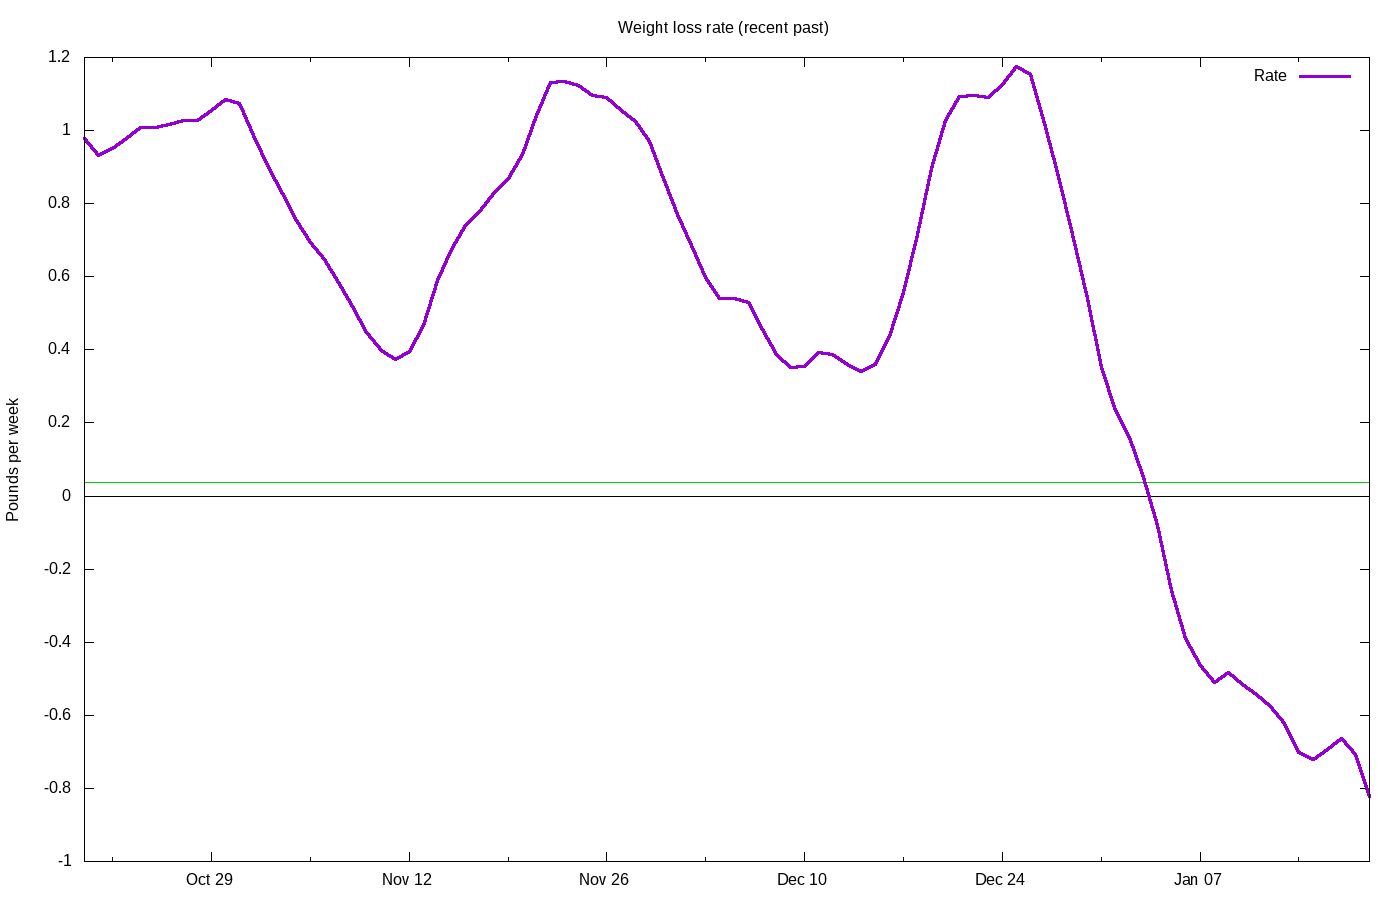 Weight loss rate (recent past)
Rate
Pounds per week
1.2
1
0.8
0.6
0.4
0.2
0
-0.2
-0.4
-0.6
-0.8
-1
Oct 29
Nov 12
Nov 26
Dec 10
Dec 24
Jan 07